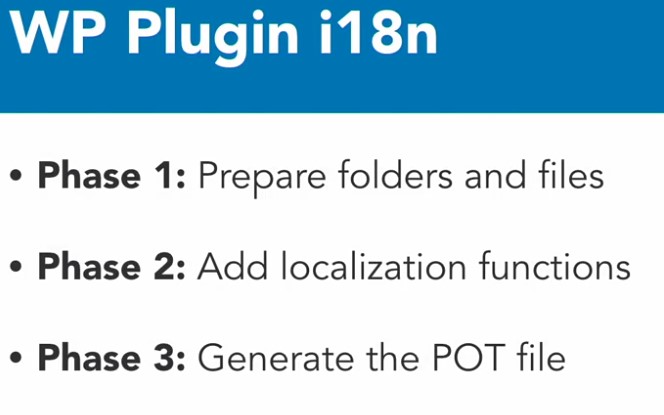 WP Plugin i18n
• Phase 1: Prepare folders and files
• Phase 2: Add localization functions
• Phase 3: Generate the POT file